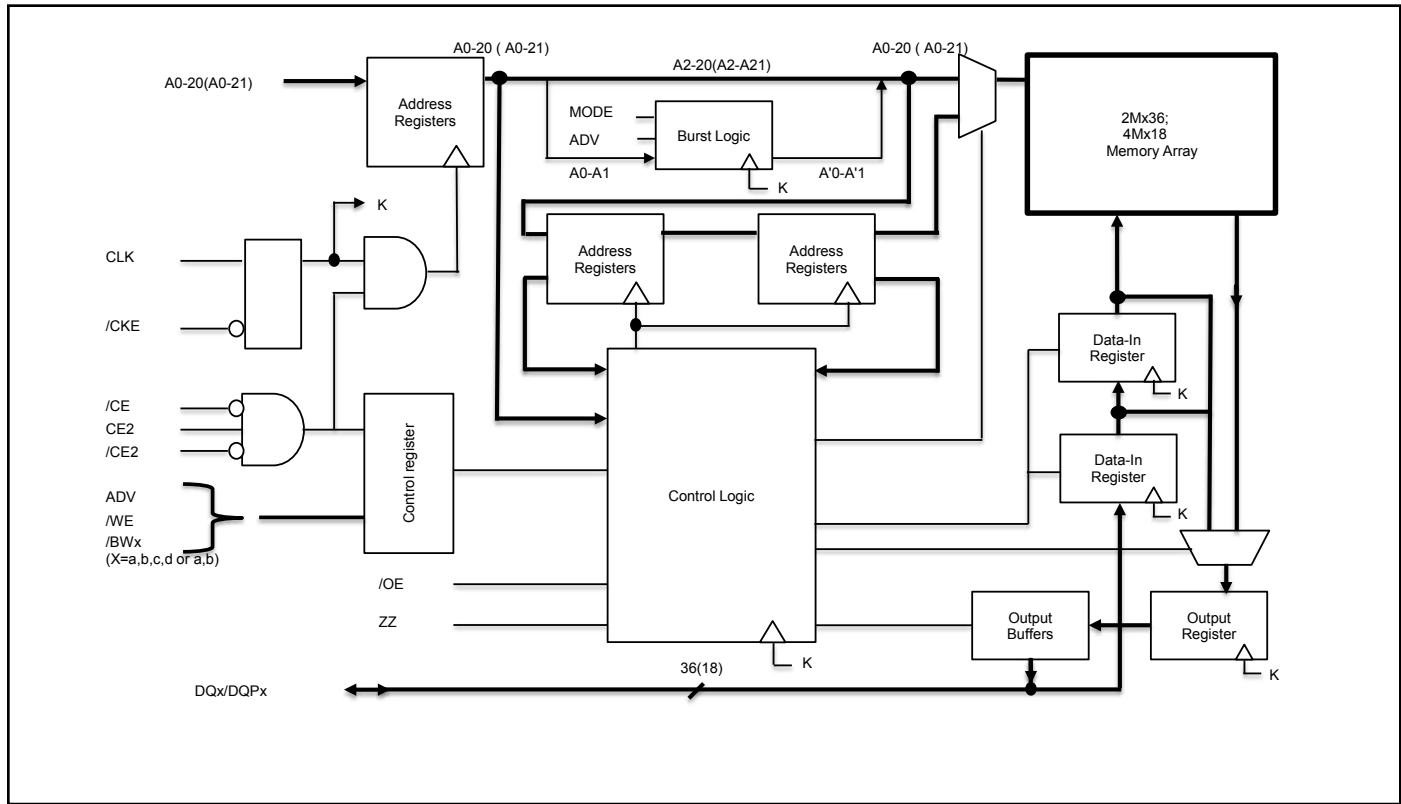 A0-20 ( A0-21)
A2-20(A2-A21)
A0-20 ( A0-21)
A0-20(A0-21)
Address
Registers
MODE
ADV
Burst Logic
A0-A1
A'0-A'1
K
2Mx36;
4Mx18
Memory Array
K
CLK
/CKE
Address
Registers
Address
Registers
Data-In
Register
K
/CE
CE2
/CE2
Control register
Control Logic
Data-In
Register
K
ADV
/WE
/BWx
(X=a,b,c,d or a,b)
/OE
ZZ
K
Output
Buffers
Output
Register
K
36(18)
DQx/DQPx